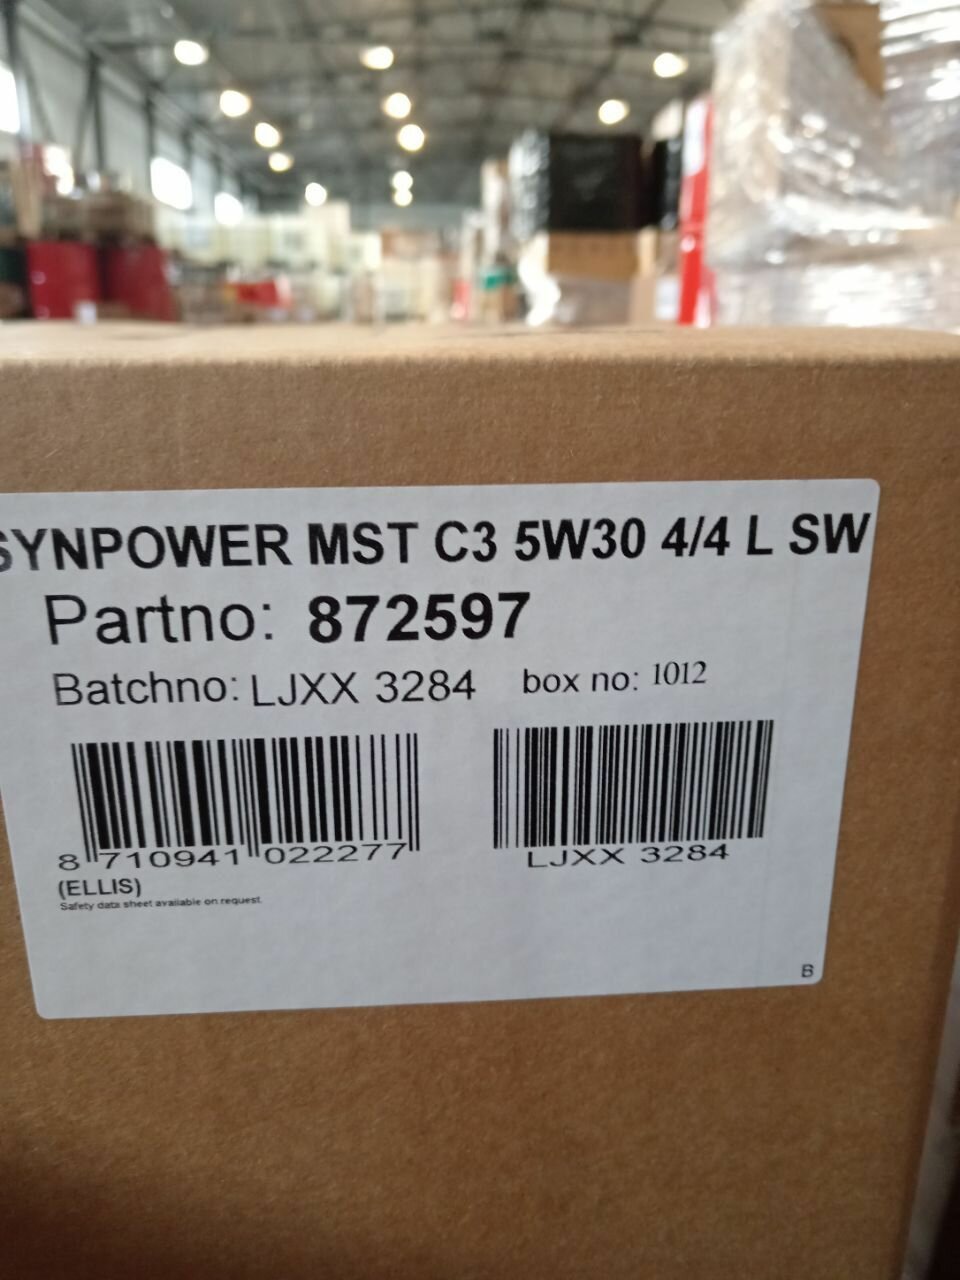 SYNPOWER MST C3 5W30 4/4 L SW
Partno: 872597
Batchno: LJXX 3284 box no: 1012
8 710941 022277
LJXX 3284
(ELLIS)
Safety data sheet available on request.
B